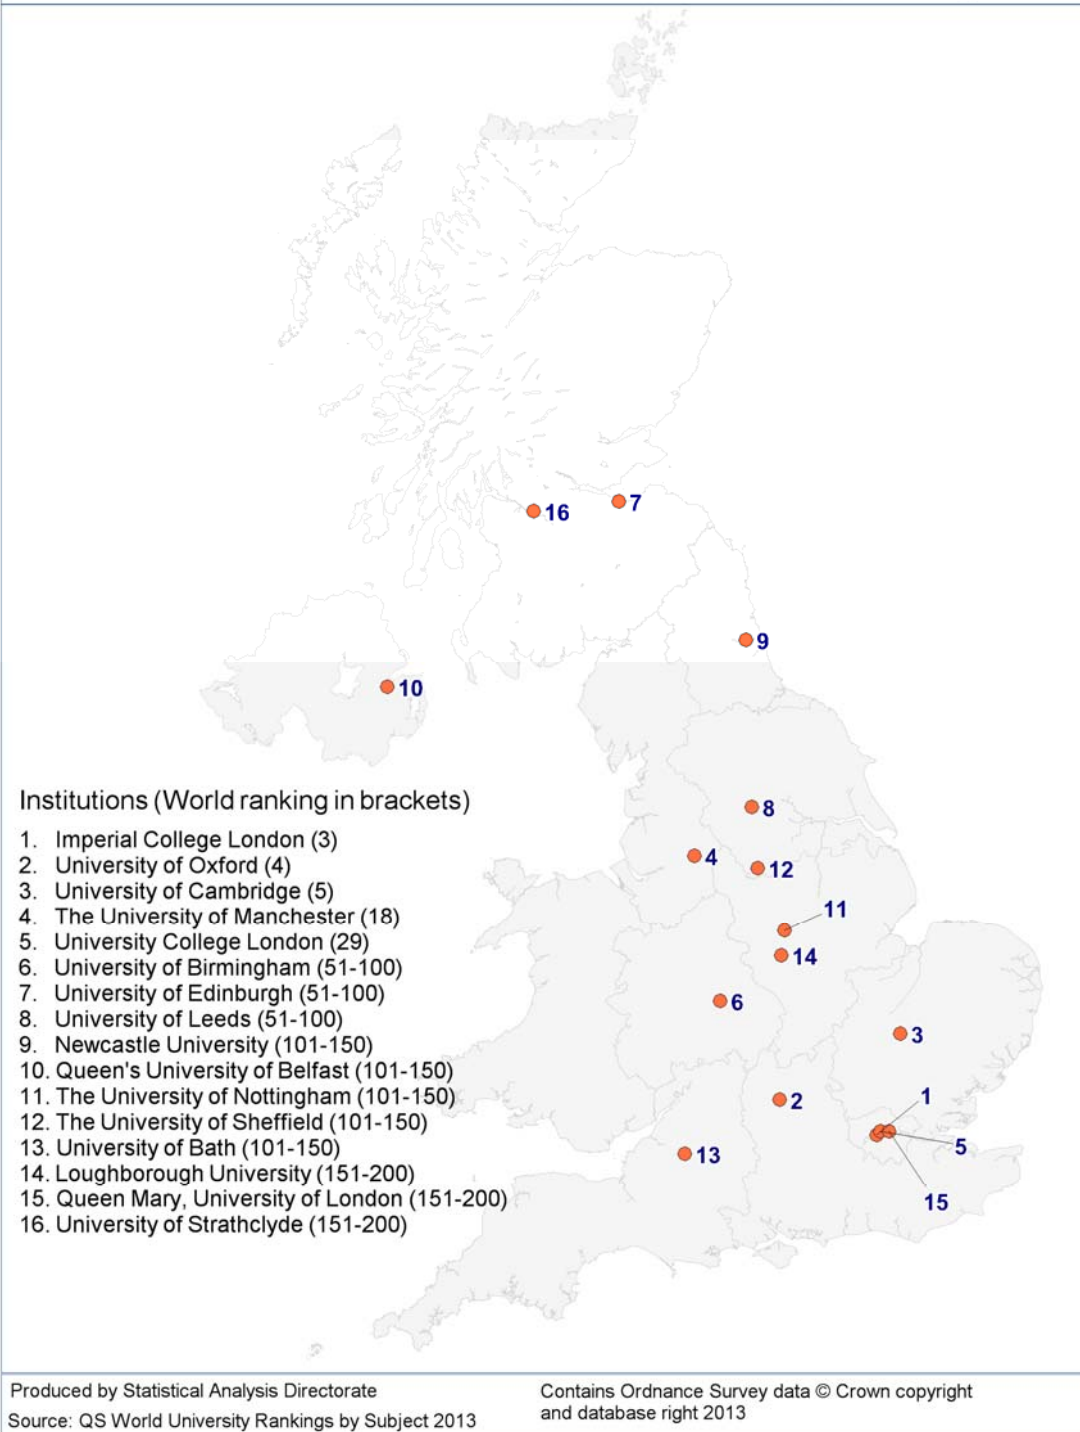 16
7
9
10
Institutions (World ranking in brackets)
1. Imperial College London (3)
2. University of Oxford (4)
3. University of Cambridge (5)
4. The University of Manchester (18)
5. University College London (29)
6. University of Birmingham (51-100)
7. University of Edinburgh (51-100)
8. University of Leeds (51-100)
9. Newcastle University (101-150)
10. Queen's University of Belfast (101-150)
11. The University of Nottingham (101-150)
12. The University of Sheffield (101-150)
13. University of Bath (101-150)
14. Loughborough University (151-200)
15. Queen Mary, University of London (151-200)
16. University of Strathclyde (151-200)
8
4
12
11
14
6
3
2
1
5
13
15
Produced by Statistical Analysis Directorate
Source: QS World University Rankings by Subject 2013
Contains Ordnance Survey data © Crown copyright
and database right 2013